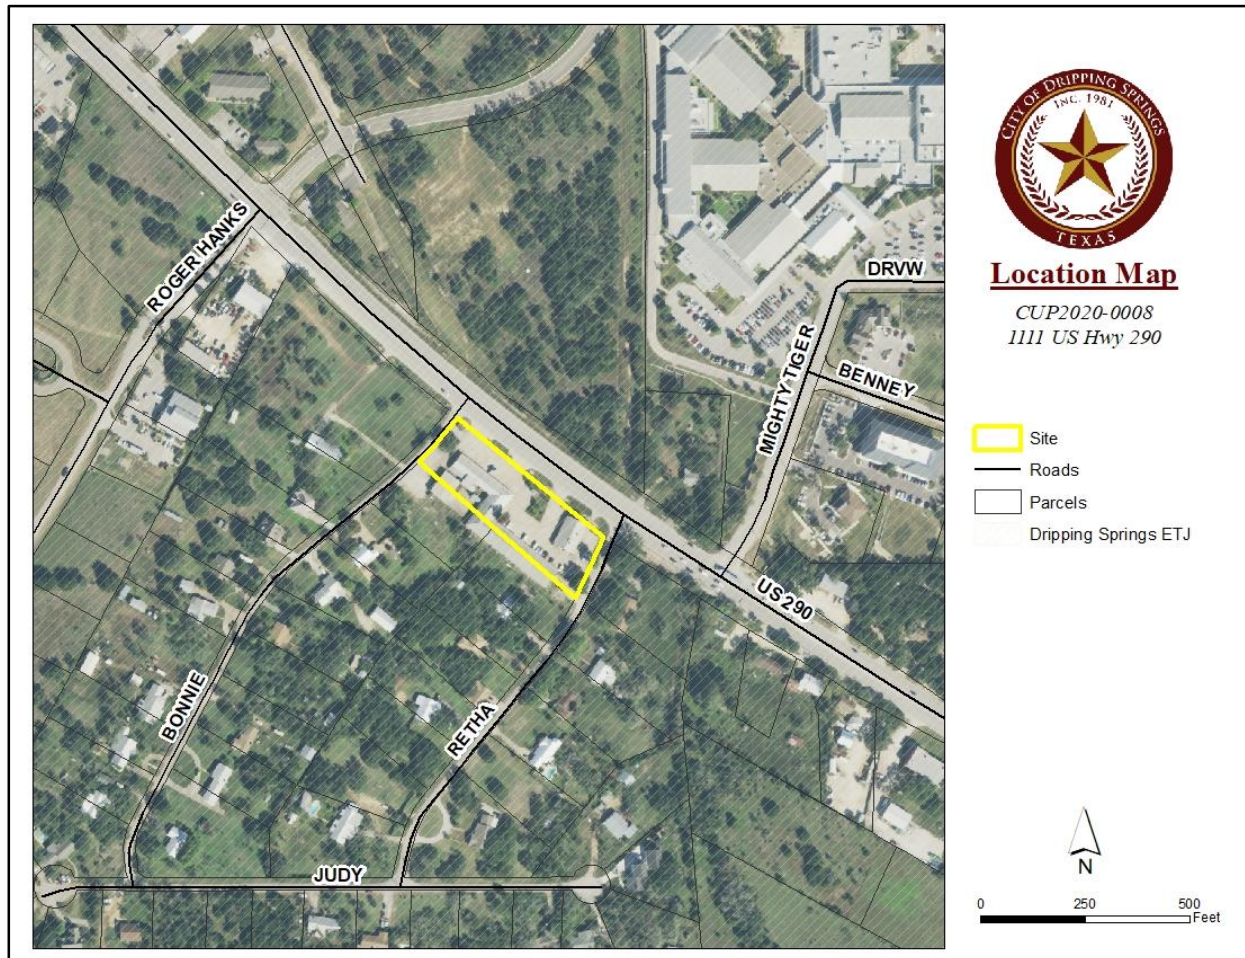 ROGER HANKS
DRVW
MIGHTY TIGER
BENNEY
US 290
BONNIE
RETHA
JUDY
CITY OF DRIPPING SPRINGS
INC. 1981
TEXAS
Location Map
CUP2020-0008
1111 US Hwy 290
Site
Roads
Parcels
Dripping Springs ETJ
N
0 250 500
Feet